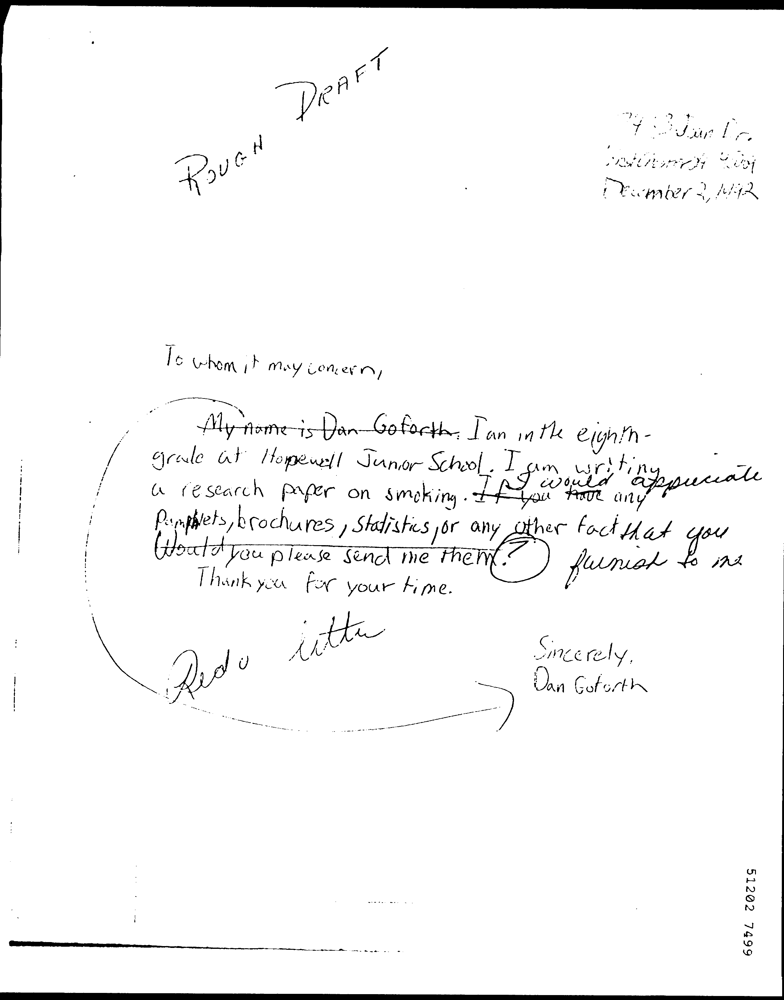 ROUGH DRAFT
Dr.
December 2, 1992
To whom it may concern,
My name is Dan Goforth. I am in the eighth-
grade at Hopewell Junior School. I am writing
I would appreciate
a research paper on smoking. If you have any
Pamphlets, brochures, statistics, or any other fact that you
Would you please send me them? furnish to me
Thank you for your time.
Redo letter
Sincerely,
Dan Goforth
51202 7499